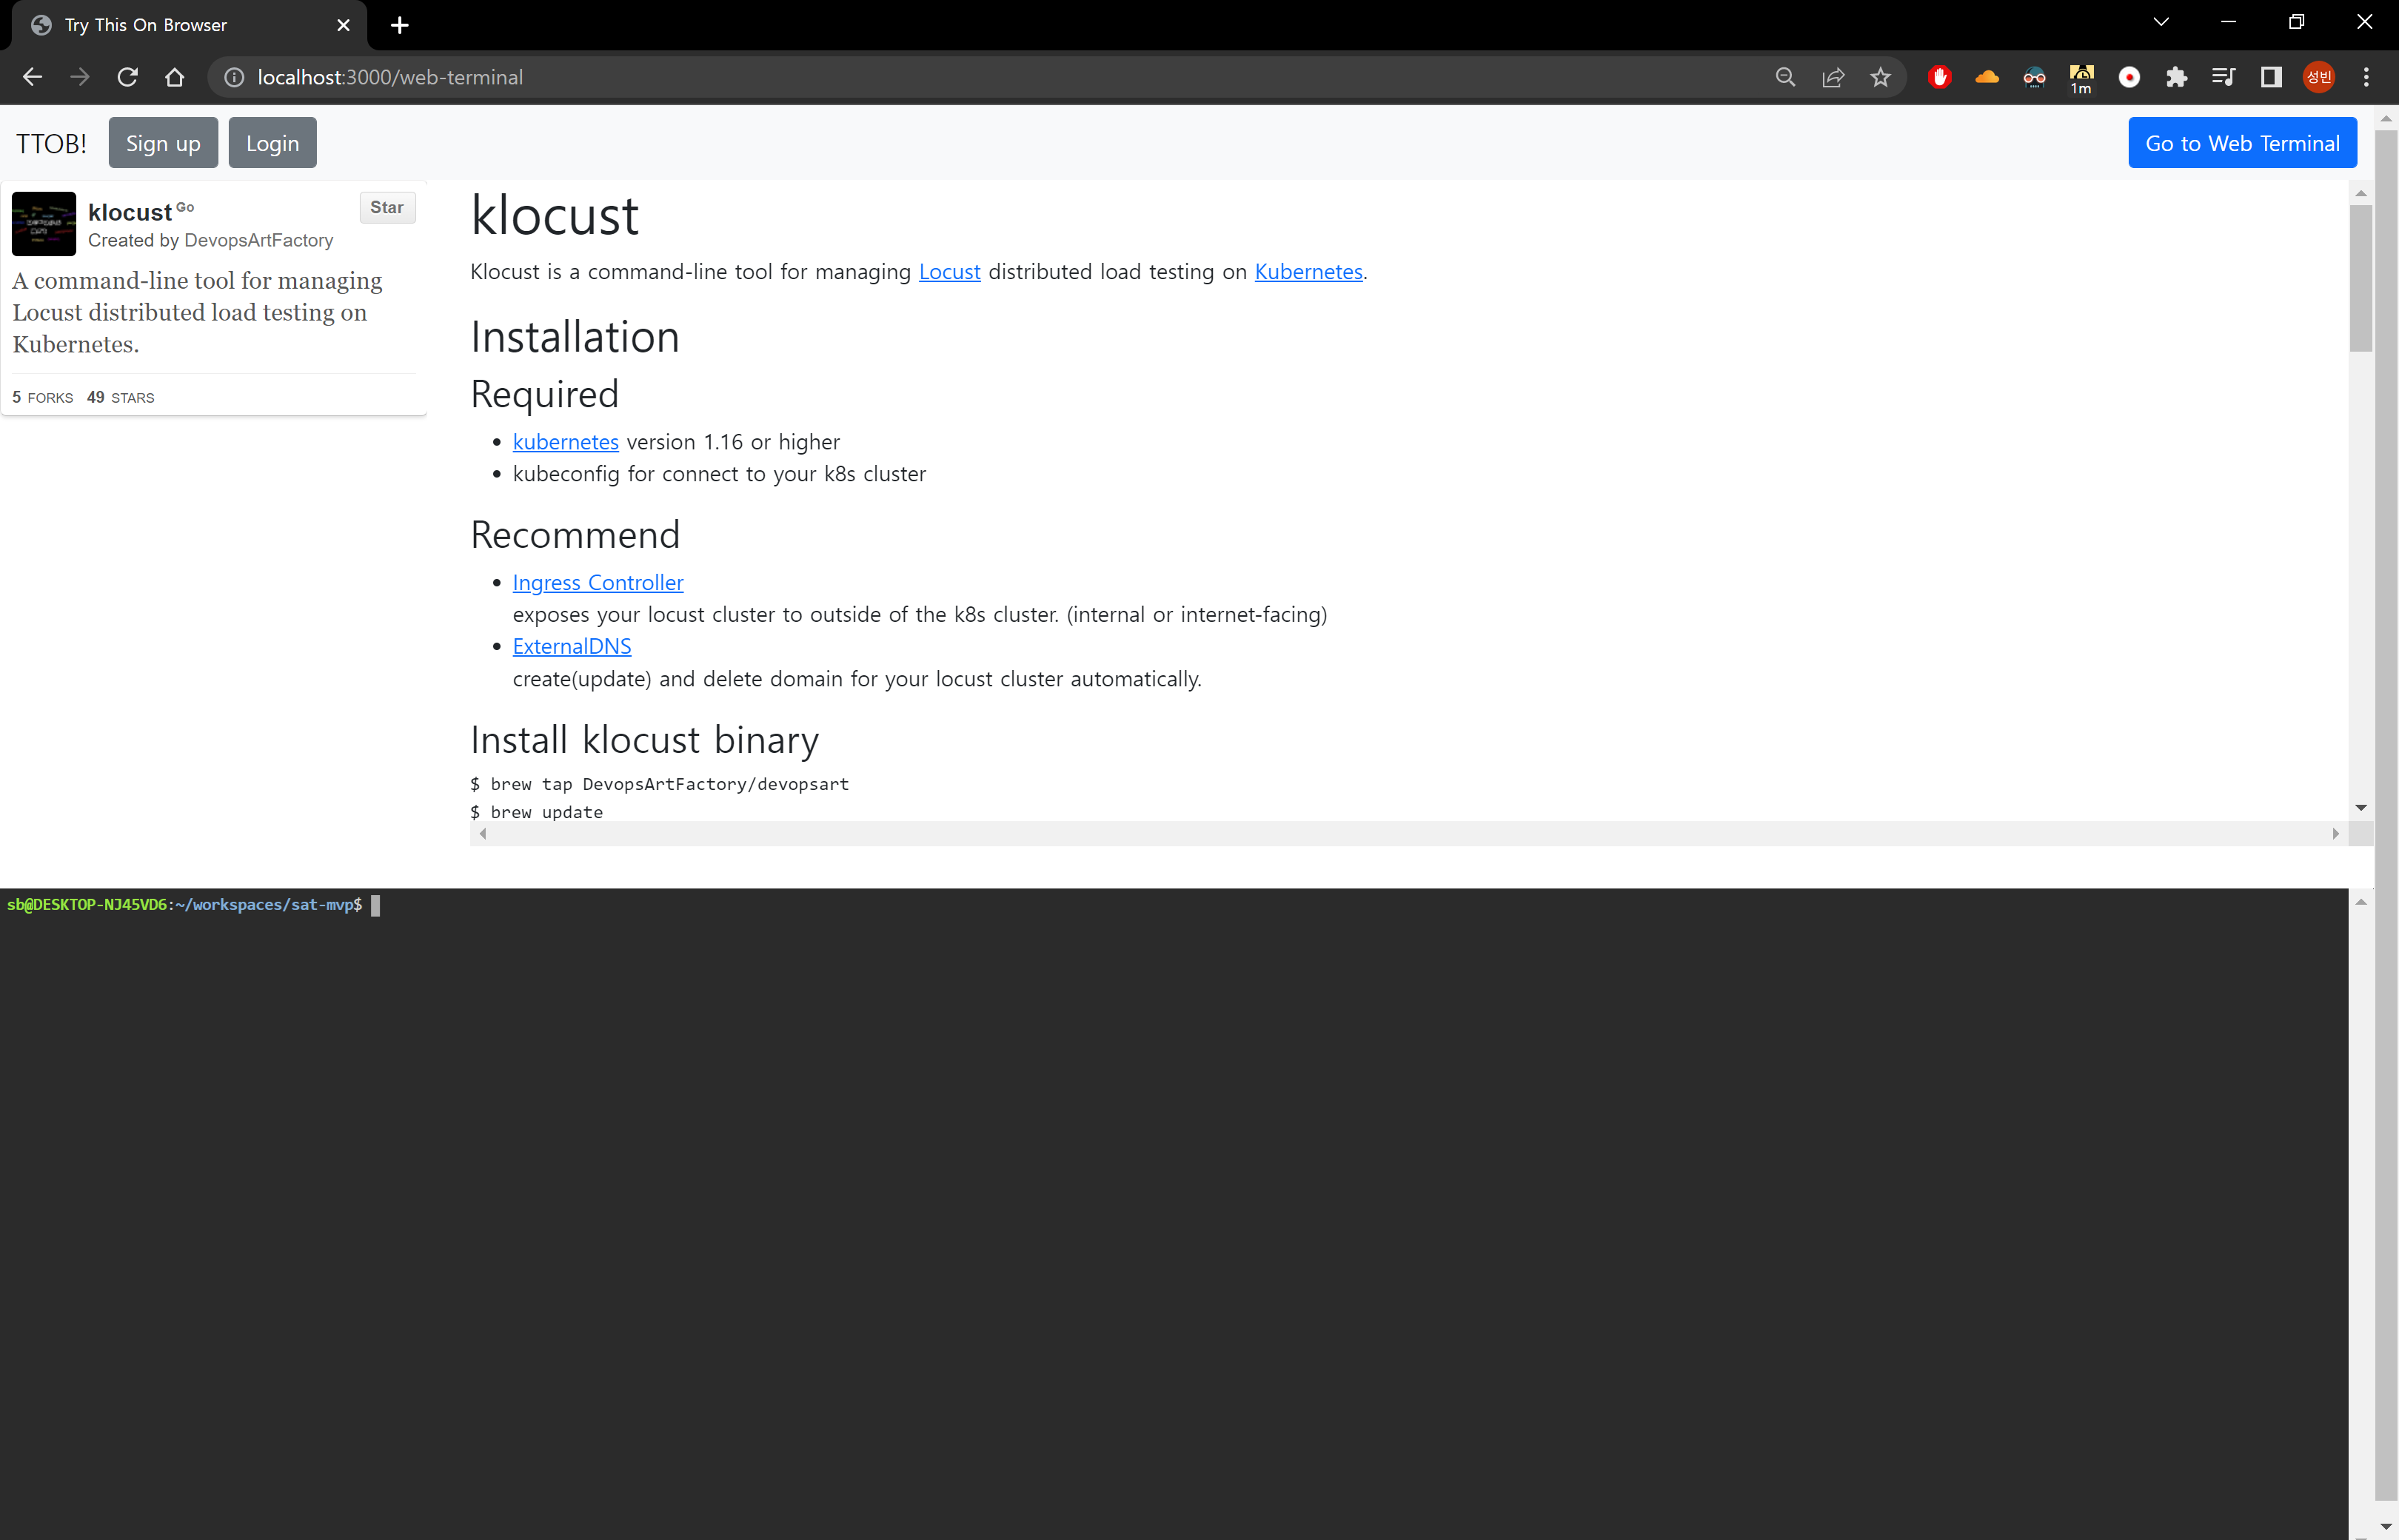 Try This On Browser
localhost:3000/web-terminal
1m
성빈
TTOB! Sign up Login Go to Web Terminal
klocust Go
Star
Created by DevopsArtFactory
A command-line tool for managing
Locust distributed load testing on
Kubernetes.
5 FORKS 49 STARS
klocust
Klocust is a command-line tool for managing Locust distributed load testing on Kubernetes.
Installation
Required
kubernetes version 1.16 or higher
kubeconfig for connect to your k8s cluster
Recommend
Ingress Controller
exposes your locust cluster to outside of the k8s cluster. (internal or internet-facing)
ExternalDNS
create(update) and delete domain for your locust cluster automatically.
Install klocust binary
$ brew tap DevopsArtFactory/devopsart
$ brew update
sb@DESKTOP-NJ45VD6:~/workspaces/sat-mvp$